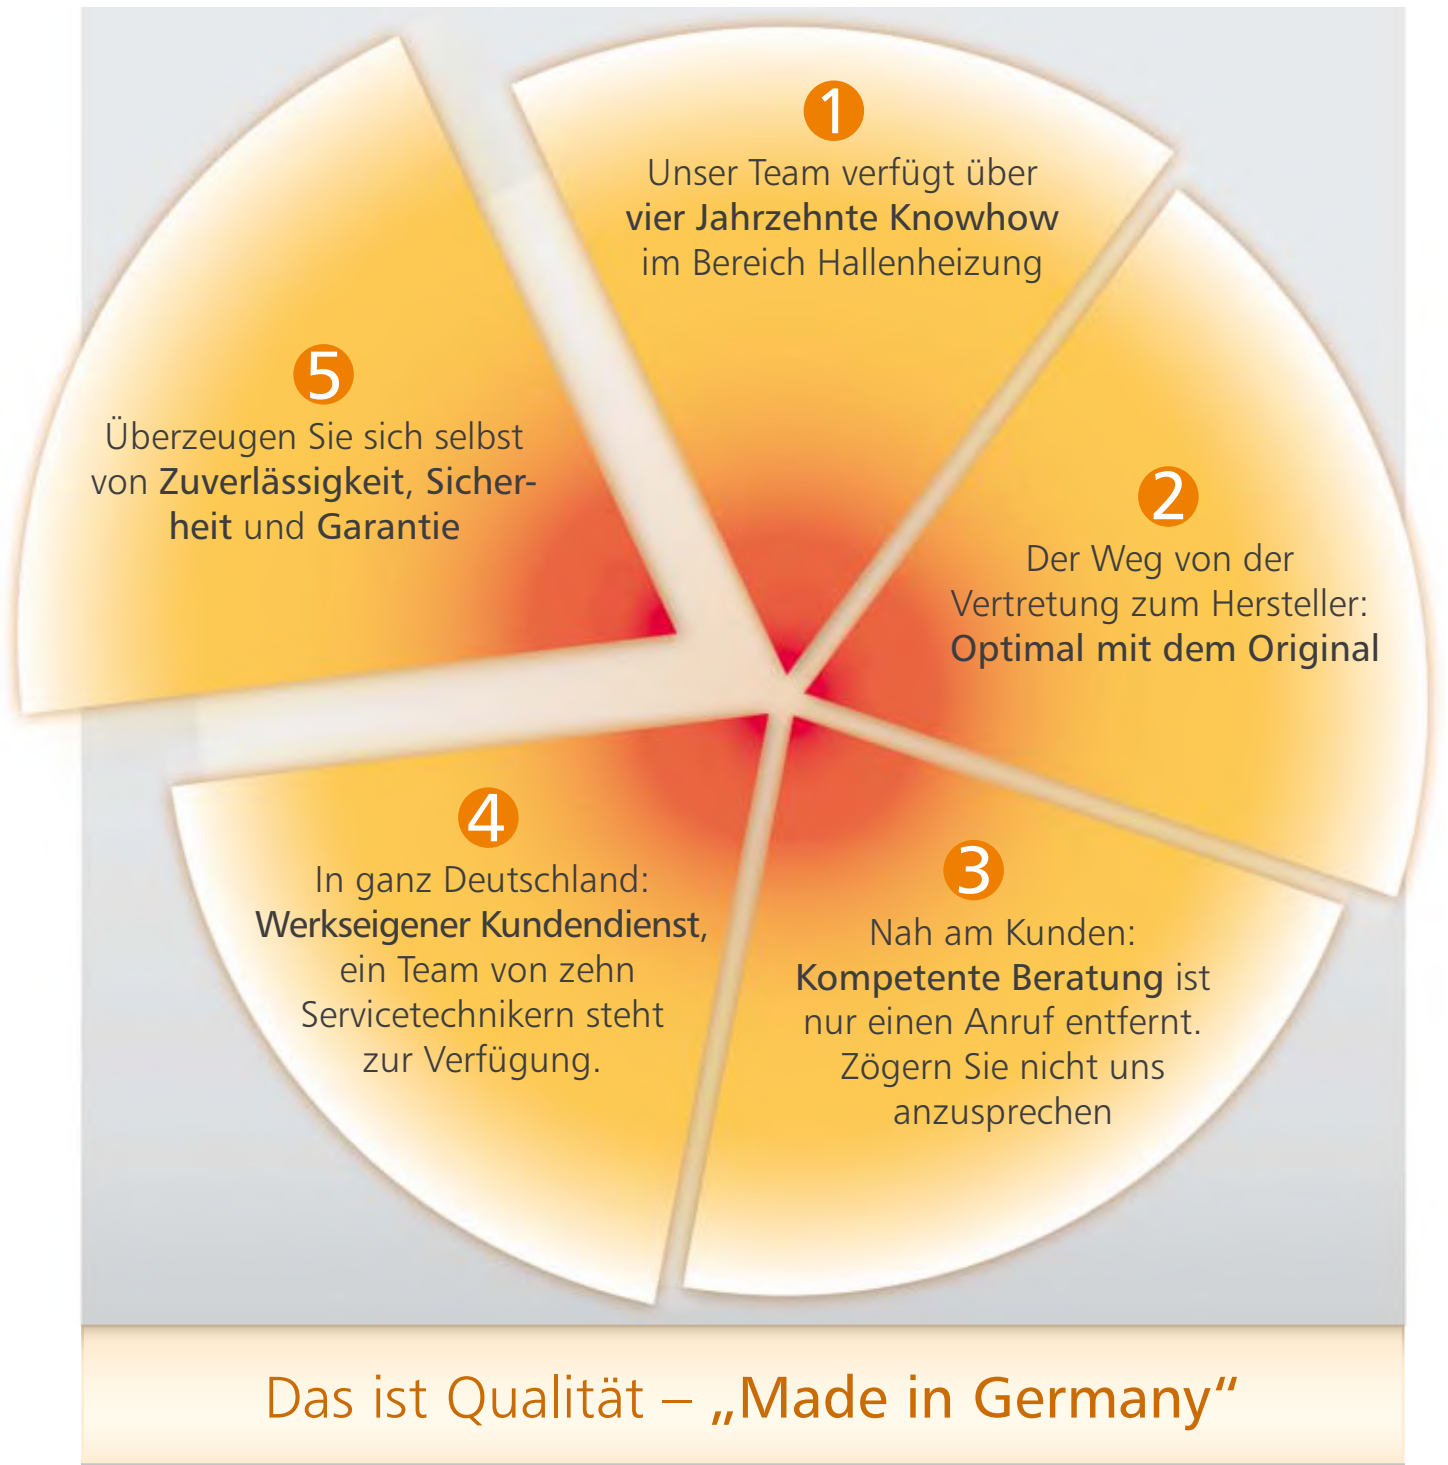 1
Unser Team verfügt über
vier Jahrzehnte Knowhow
im Bereich Hallenheizung
2
Der Weg von der
Vertretung zum Hersteller:
Optimal mit dem Original
3
Nah am Kunden:
Kompetente Beratung ist
nur einen Anruf entfernt.
Zögern Sie nicht uns
anzusprechen
4
In ganz Deutschland:
Werkseigener Kundendienst,
ein Team von zehn
Servicetechnikern steht
zur Verfügung.
5
Überzeugen Sie sich selbst
von Zuverlässigkeit, Sicher-
heit und Garantie
Das ist Qualität – „Made in Germany“